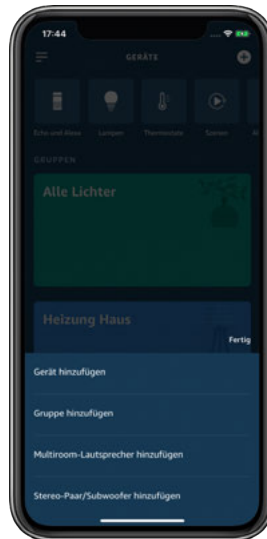 17:44
GERÄTE
Echo und Alexa Lampen Thermostate Szenen
GRUPPEN
Alle Lichter
Heizung Haus
Fertig
Gerät hinzufügen
Gruppe hinzufügen
Multiroom-Lautsprecher hinzufügen
Stereo-Paar/Subwoofer hinzufügen